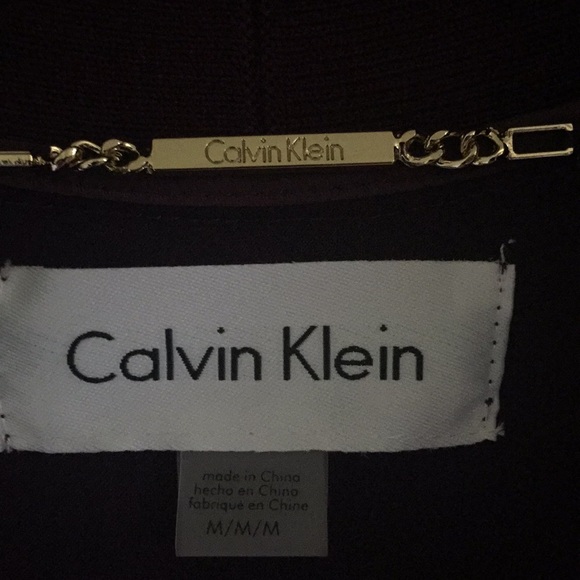 Calvin Klein
Calvin Klein
made in China
hecho en China
fabriqué en Chine
M/M/M